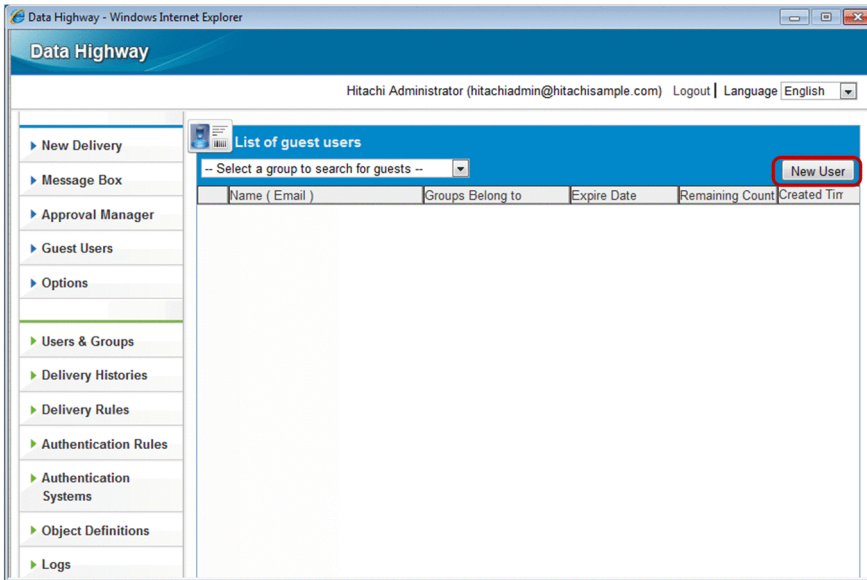 Data Highway - Windows Internet Explorer
Data Highway
Hitachi Administrator (hitachiadmin@hitachisample.com) Logout | Language English
New Delivery
Message Box
Approval Manager
Guest Users
Options
Users & Groups
Delivery Histories
Delivery Rules
Authentication Rules
Authentication
Systems
Object Definitions
Logs
List of guest users
-- Select a group to search for guests --
New User
Name ( Email ) Groups Belong to Expire Date Remaining Count Created Tim